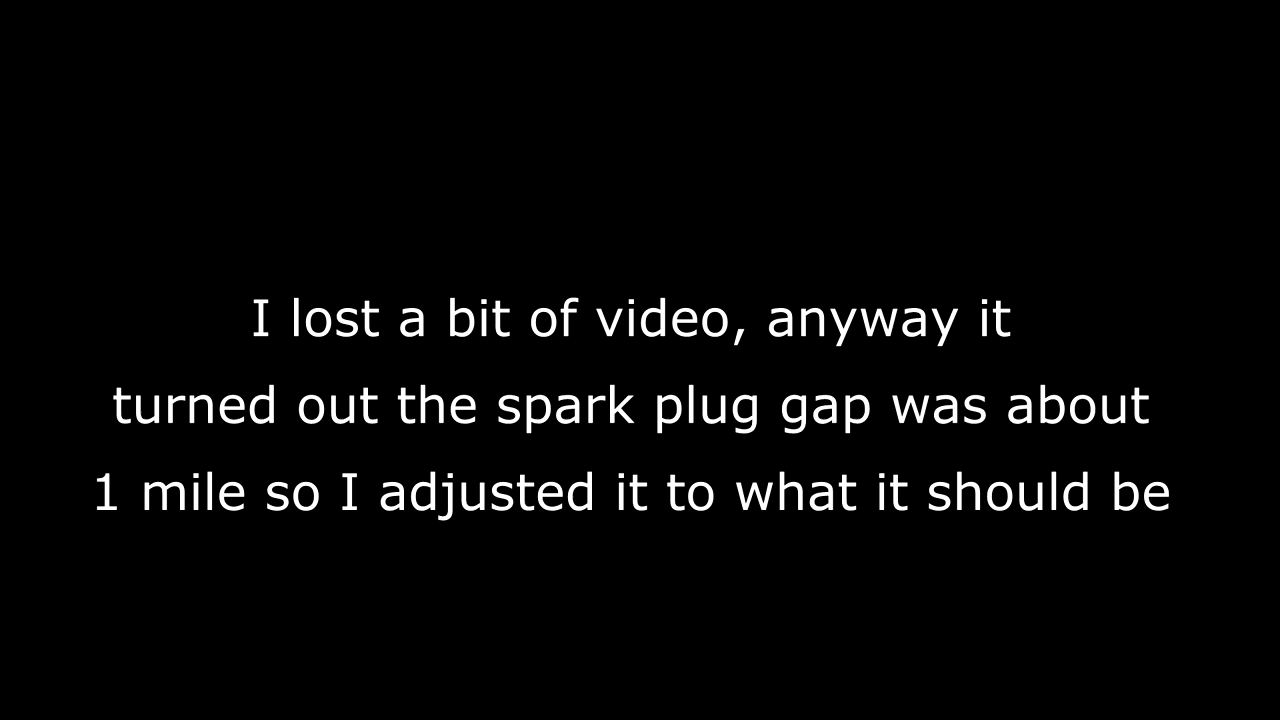 I lost a bit of video, anyway it
turned out the spark plug gap was about
1 mile so I adjusted it to what it should be